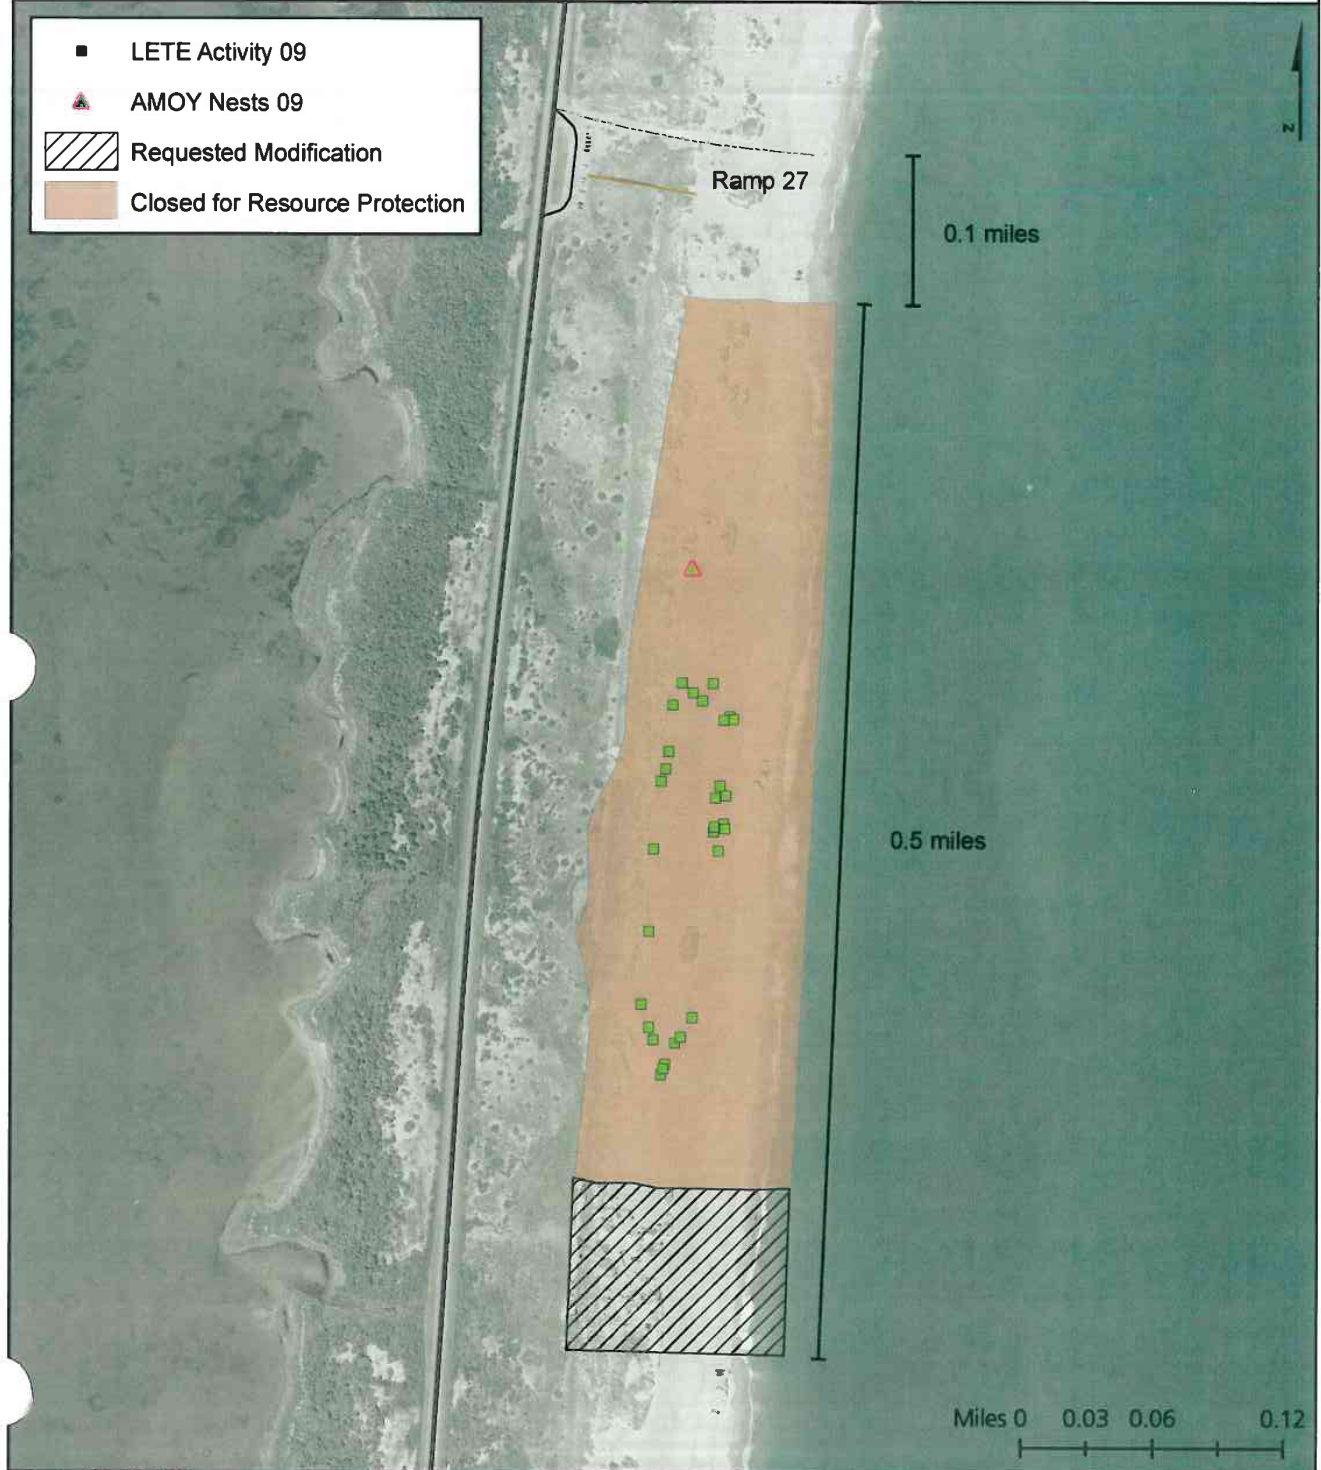 LETE Activity 09
AMOY Nests 09
Requested Modification
Closed for Resource Protection
N
Ramp 27
0.1 miles
0.5 miles
Miles 0 0.03 0.06 0.12